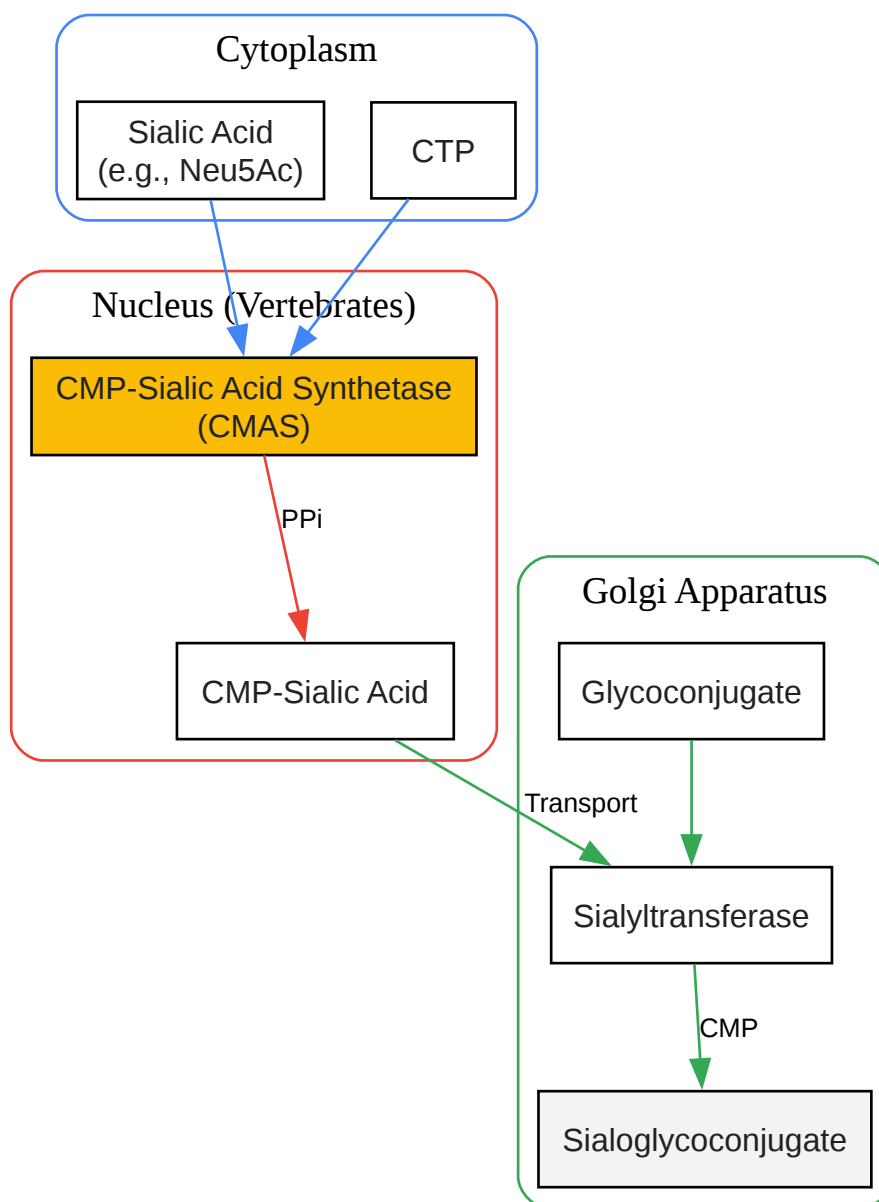 Cytoplasm
Sialic Acid
(e.g., Neu5Ac)
CTP
Nucleus (Vertebrates)
CMP-Sialic Acid Synthetase
(CMAS)
PPi
CMP-Sialic Acid
Golgi Apparatus
Glycoconjugate
Transport
Sialyltransferase
CMP
Sialoglycoconjugate